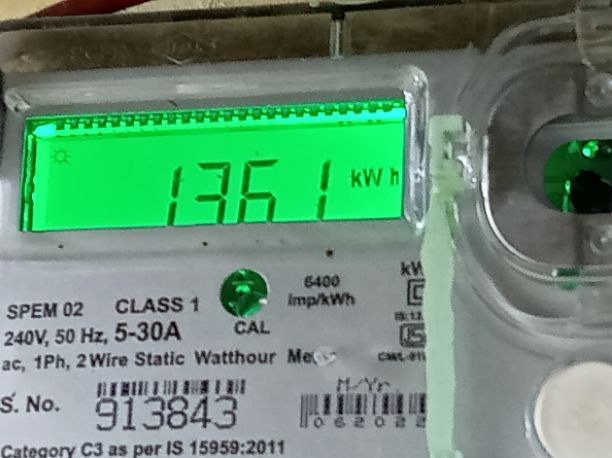 1361 kWh
6400
imp/kWh
SPEM 02 CLASS 1
CAL
240V, 50 Hz, 5-30A
ac, 1Ph, 2 Wire Static Watthour
S. No. 913843
M/Yr.
062022
Category C3 as per IS 15959:2011